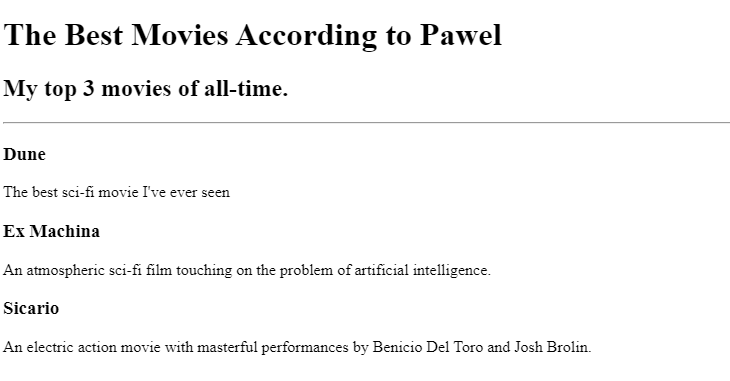 The Best Movies According to Pawel
My top 3 movies of all-time.
Dune
The best sci-fi movie I've ever seen
Ex Machina
An atmospheric sci-fi film touching on the problem of artificial intelligence.
Sicario
An electric action movie with masterful performances by Benicio Del Toro and Josh Brolin.